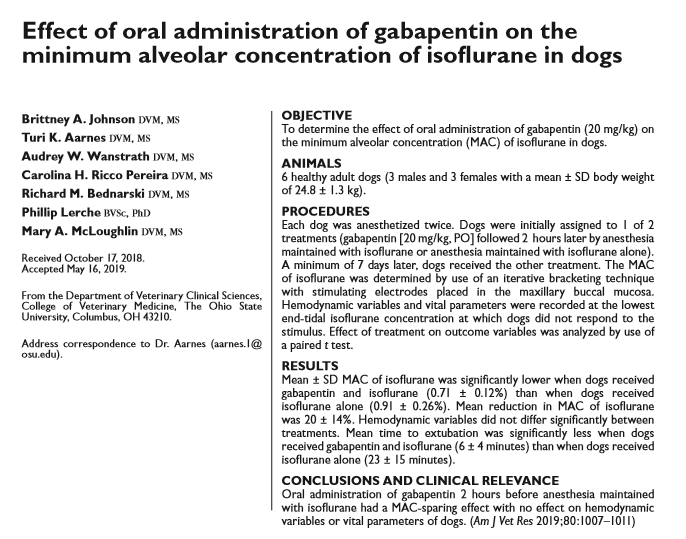 Effect of oral administration of gabapentin on the
minimum alveolar concentration of isoflurane in dogs
Brittney A. Johnson DVM, MS
Turi K. Aarnes DVM, MS
Audrey W. Wanstrath DVM, MS
Carolina H. Ricco Pereira DVM, MS
Richard M. Bednarski DVM, MS
Phillip Lerche BVSc, PhD
Mary A. McLoughlin DVM, MS
Received October 17, 2018.
Accepted May 16, 2019.
From the Department of Veterinary Clinical Sciences,
College of Veterinary Medicine, The Ohio State
University, Columbus, OH 43210.
Address correspondence to Dr. Aarnes (aarnes.1@
osu.edu).
OBJECTIVE
To determine the effect of oral administration of gabapentin (20 mg/kg) on
the minimum alveolar concentration (MAC) of isoflurane in dogs.
ANIMALS
6 healthy adult dogs (3 males and 3 females with a mean ± SD body weight
of 24.8 ± 1.3 kg).
PROCEDURES
Each dog was anesthetized twice. Dogs were initially assigned to 1 of 2
treatments (gabapentin [20 mg/kg, PO] followed 2 hours later by anesthesia
maintained with isoflurane or anesthesia maintained with isoflurane alone).
A minimum of 7 days later, dogs received the other treatment. The MAC
of isoflurane was determined by use of an iterative bracketing technique
with stimulating electrodes placed in the maxillary buccal mucosa.
Hemodynamic variables and vital parameters were recorded at the lowest
end-tidal isoflurane concentration at which dogs did not respond to the
stimulus. Effect of treatment on outcome variables was analyzed by use of
a paired t test.
RESULTS
Mean ± SD MAC of isoflurane was significantly lower when dogs received
gabapentin and isoflurane (0.71 ± 0.12%) than when dogs received
isoflurane alone (0.91 ± 0.26%). Mean reduction in MAC of isoflurane
was 20 ± 14%. Hemodynamic variables did not differ significantly between
treatments. Mean time to extubation was significantly less when dogs
received gabapentin and isoflurane (6 ± 4 minutes) than when dogs received
isoflurane alone (23 ± 15 minutes).
CONCLUSIONS AND CLINICAL RELEVANCE
Oral administration of gabapentin 2 hours before anesthesia maintained
with isoflurane had a MAC-sparing effect with no effect on hemodynamic
variables or vital parameters of dogs. (Am J Vet Res 2019;80:1007–1011)